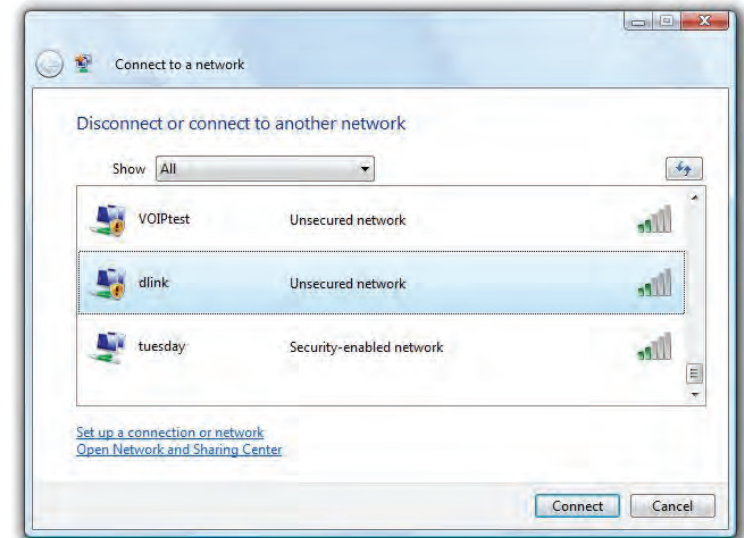 Connect to a network
Disconnect or connect to another network
Show All
VOIPtest Unsecured network
dlink Unsecured network
tuesday Security-enabled network
Set up a connection or network
Open Network and Sharing Center
Connect Cancel